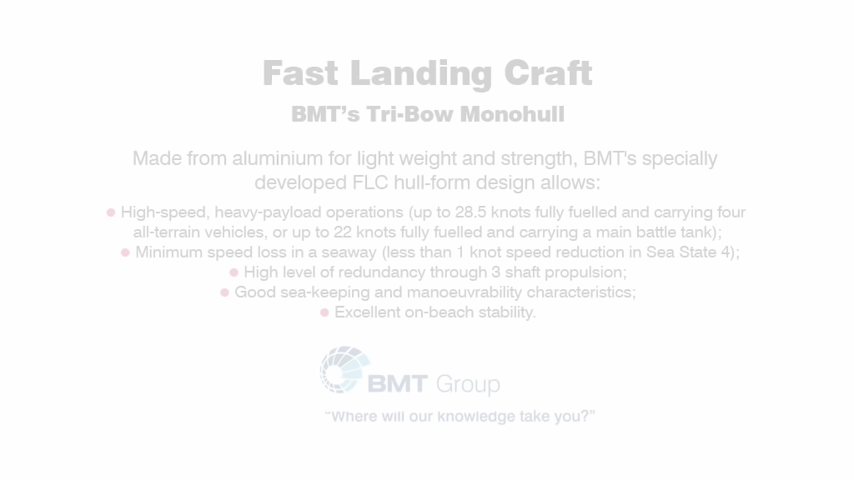 Fast Landing Craft
BMT's Tri-Bow Monohull
Made from aluminium for light weight and strength, BMT's specially
developed FLC hull-form design allows:
● High-speed, heavy-payload operations (up to 28.5 knots fully fuelled and carrying four
all-terrain vehicles, or up to 22 knots fully fuelled and carrying a main battle tank);
● Minimum speed loss in a seaway (less than 1 knot speed reduction in Sea State 4);
● High level of redundancy through 3 shaft propulsion;
● Good sea-keeping and manoeuvrability characteristics;
● Excellent on-beach stability.
BMT Group
"Where will our knowledge take you?"